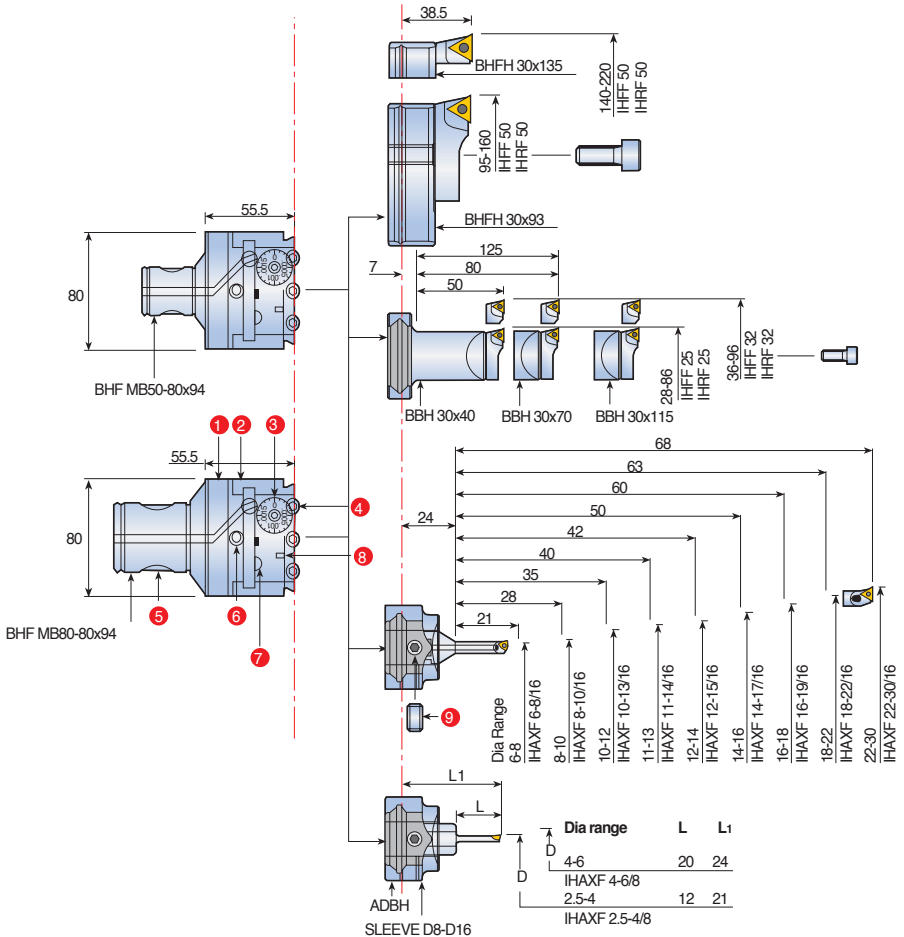 38.5
BHFH 30x135
140-220
IHFF 50
IHRF 50
95-160
IHFF 50
IHRF 50
BHFH 30x93
55.5
80
0
.0005
.001
.0015
BHF MB50-80x94
7
125
80
50
36-96
IHFF 32
IHRF 32
28-86
IHFF 25
IHRF 25
BBH 30x40
BBH 30x70
BBH 30x115
1
2
3
55.5
80
0
.0005
.001
.0015
4
8
5
6
7
BHF MB80-80x94
68
63
60
50
42
40
35
28
21
24
9
Dia Range
6-8
IHAXF 6-8/16
8-10
IHAXF 8-10/16
10-12
IHAXF 10-13/16
11-13
IHAXF 11-14/16
12-14
IHAXF 12-15/16
14-16
IHAXF 14-17/16
16-18
IHAXF 16-19/16
18-22
IHAXF 18-22/16
22-30
IHAXF 22-30/16
L1
L
D
D
Dia range L L1
4-6 20 24
IHAXF 4-6/8
2.5-4 12 21
IHAXF 2.5-4/8
ADBH
SLEEVE D8-D16